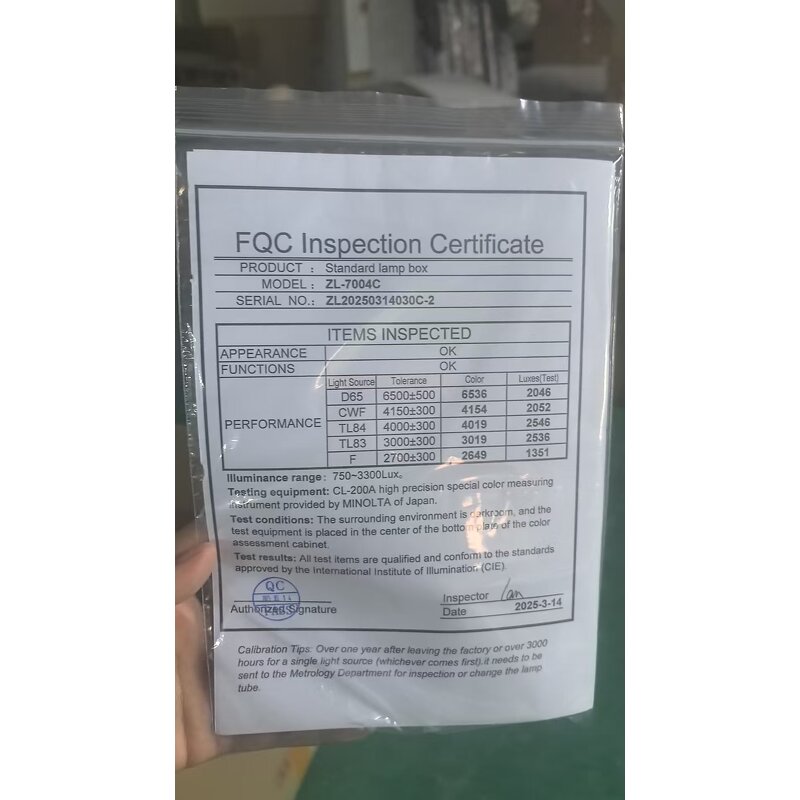 FQC Inspection Certificate
PRODUCT : Standard lamp box
MODEL : ZL-7004C
SERIAL NO.: ZL20250314030C-2
ITEMS INSPECTED
APPEARANCE OK
FUNCTIONS OK
PERFORMANCE
Light Source Tolerance Color Luxes(Test)
D65 6500±500 6536 2046
CWF 4150±300 4154 2052
TL84 4000±300 4019 2546
TL83 3000±300 3019 2536
F 2700±300 2649 1351
Illuminance range: 750~3300Lux。
Testing equipment: CL-200A high precision special color measuring
instrument provided by MINOLTA of Japan.
Test conditions: The surrounding environment is darkroom, and the
test equipment is placed in the center of the bottom plate of the color
assessment cabinet.
Test results: All test items are qualified and conform to the standards
approved by the International Institute of Illumination (CIE).
QC
PASS
Authorized Signature
Inspector Ian
Date 2025-3-14
Calibration Tips: Over one year after leaving the factory or over 3000
hours for a single light source (whichever comes first).it needs to be
sent to the Metrology Department for inspection or change the lamp
tube.